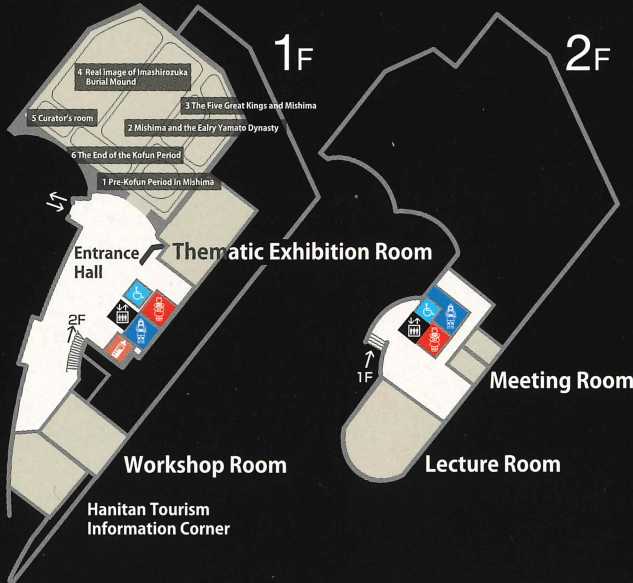 1F
4 Real image of Imashirozuka
Burial Mound
3 The Five Great Kings and Mishima
5 Curator's room
2 Mishima and the Ealry Yamato Dynasty
6 The End of the Kofun Period
1 Pre-Kofun Period in Mishima
Entrance
Hall
Thematic Exhibition Room
2F
Workshop Room
Hanitan Tourism
Information Corner
2F
1F
Meeting Room
Lecture Room